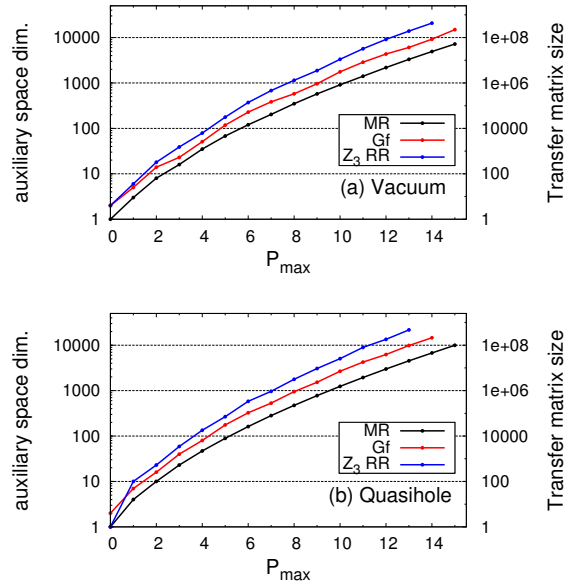 auxiliary space dim.
Transfer matrix size
10000
1000
100
10
1
1e+08
1e+06
10000
100
1
MR
Gf
Z3 RR
(a) Vacuum
0 2 4 6 8 10 12 14
Pmax
auxiliary space dim.
Transfer matrix size
10000
1000
100
10
1
1e+08
1e+06
10000
100
1
MR
Gf
Z3 RR
(b) Quasihole
0 2 4 6 8 10 12 14
Pmax